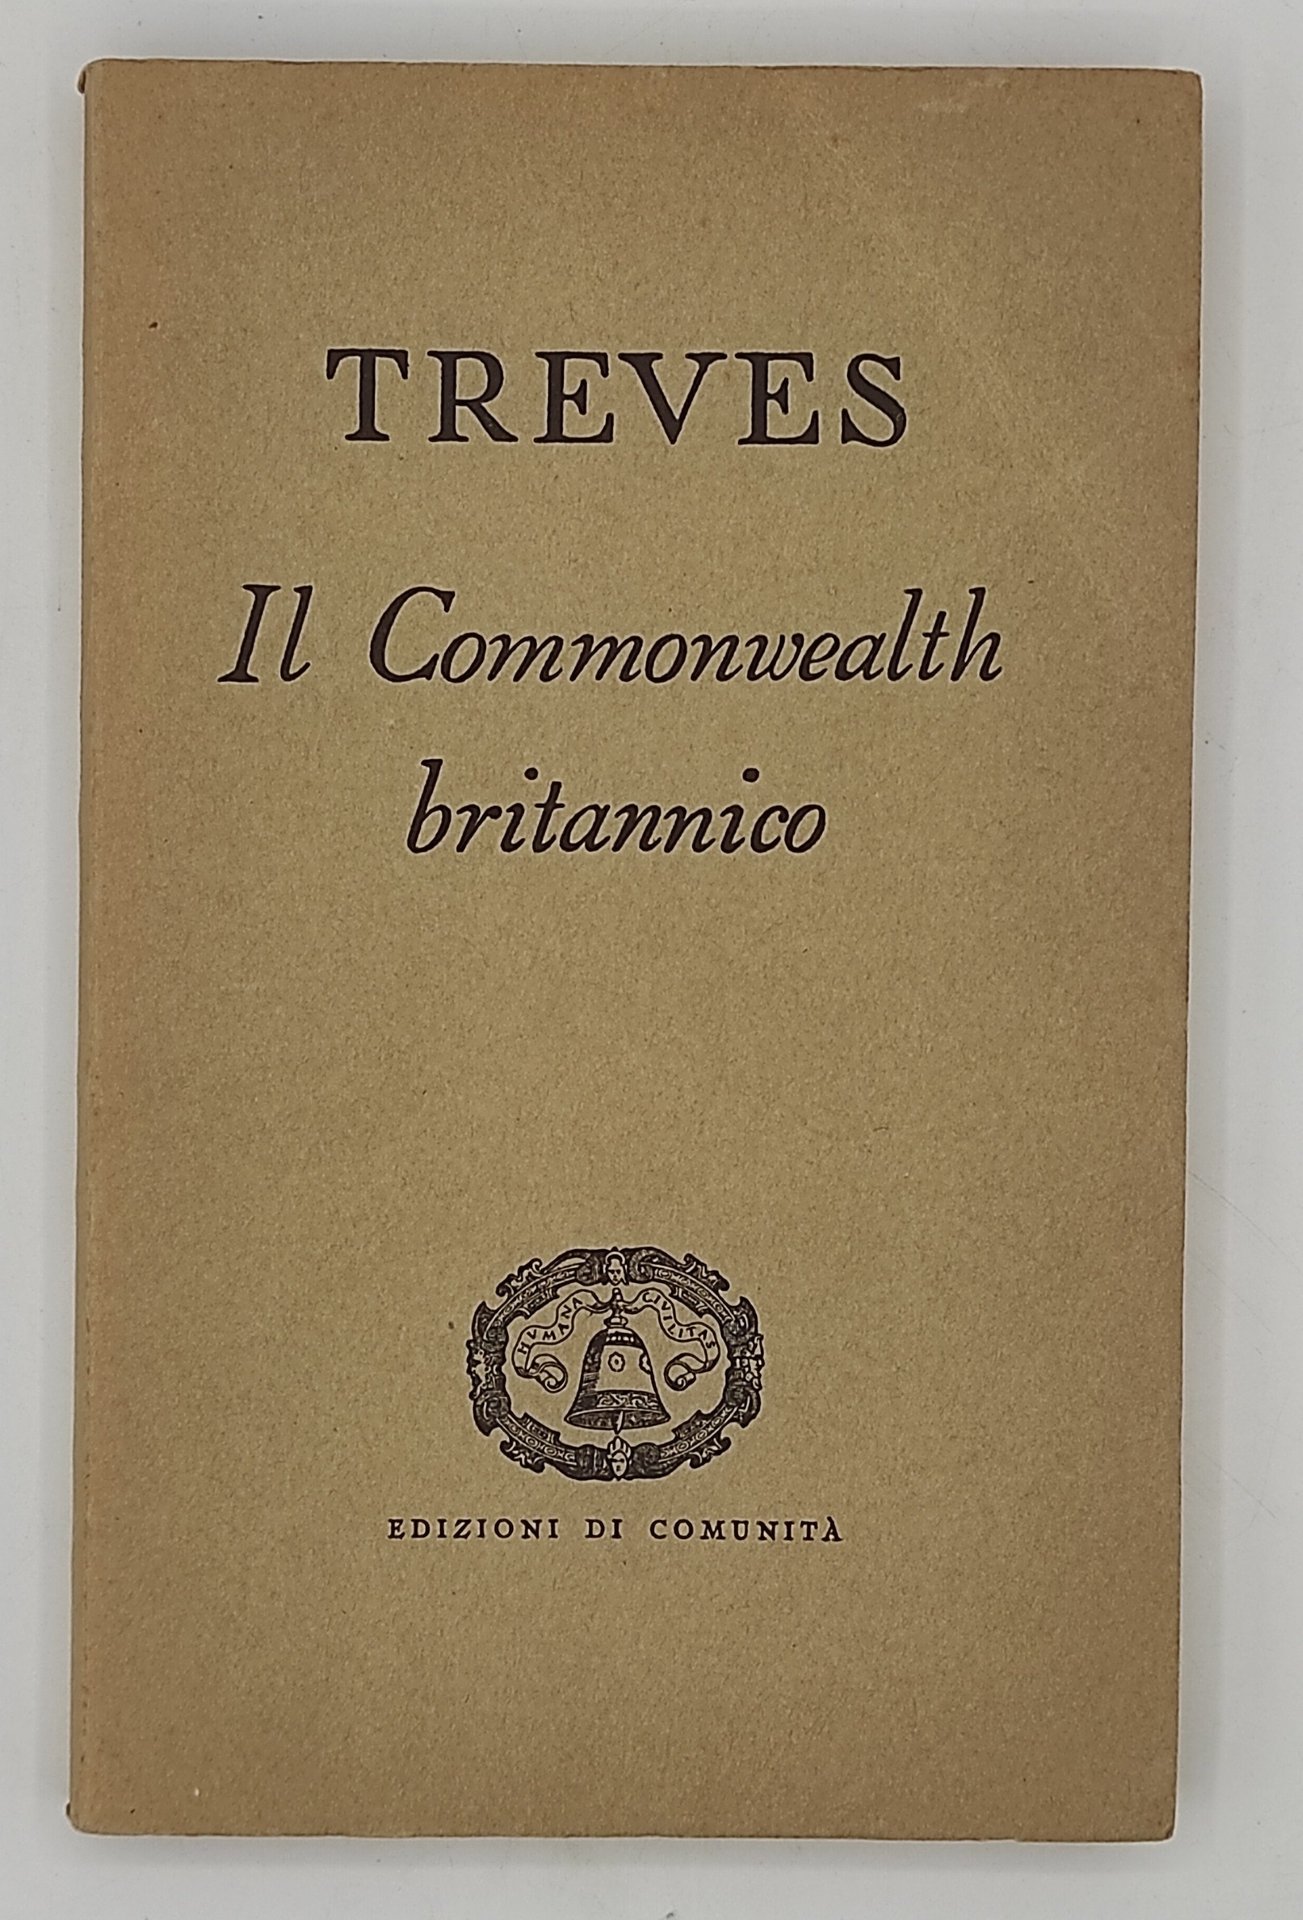 TREVES
Il Commonwealth
britannico
HUMANA CIVILITAS
EDIZIONI DI COMUNITÀ